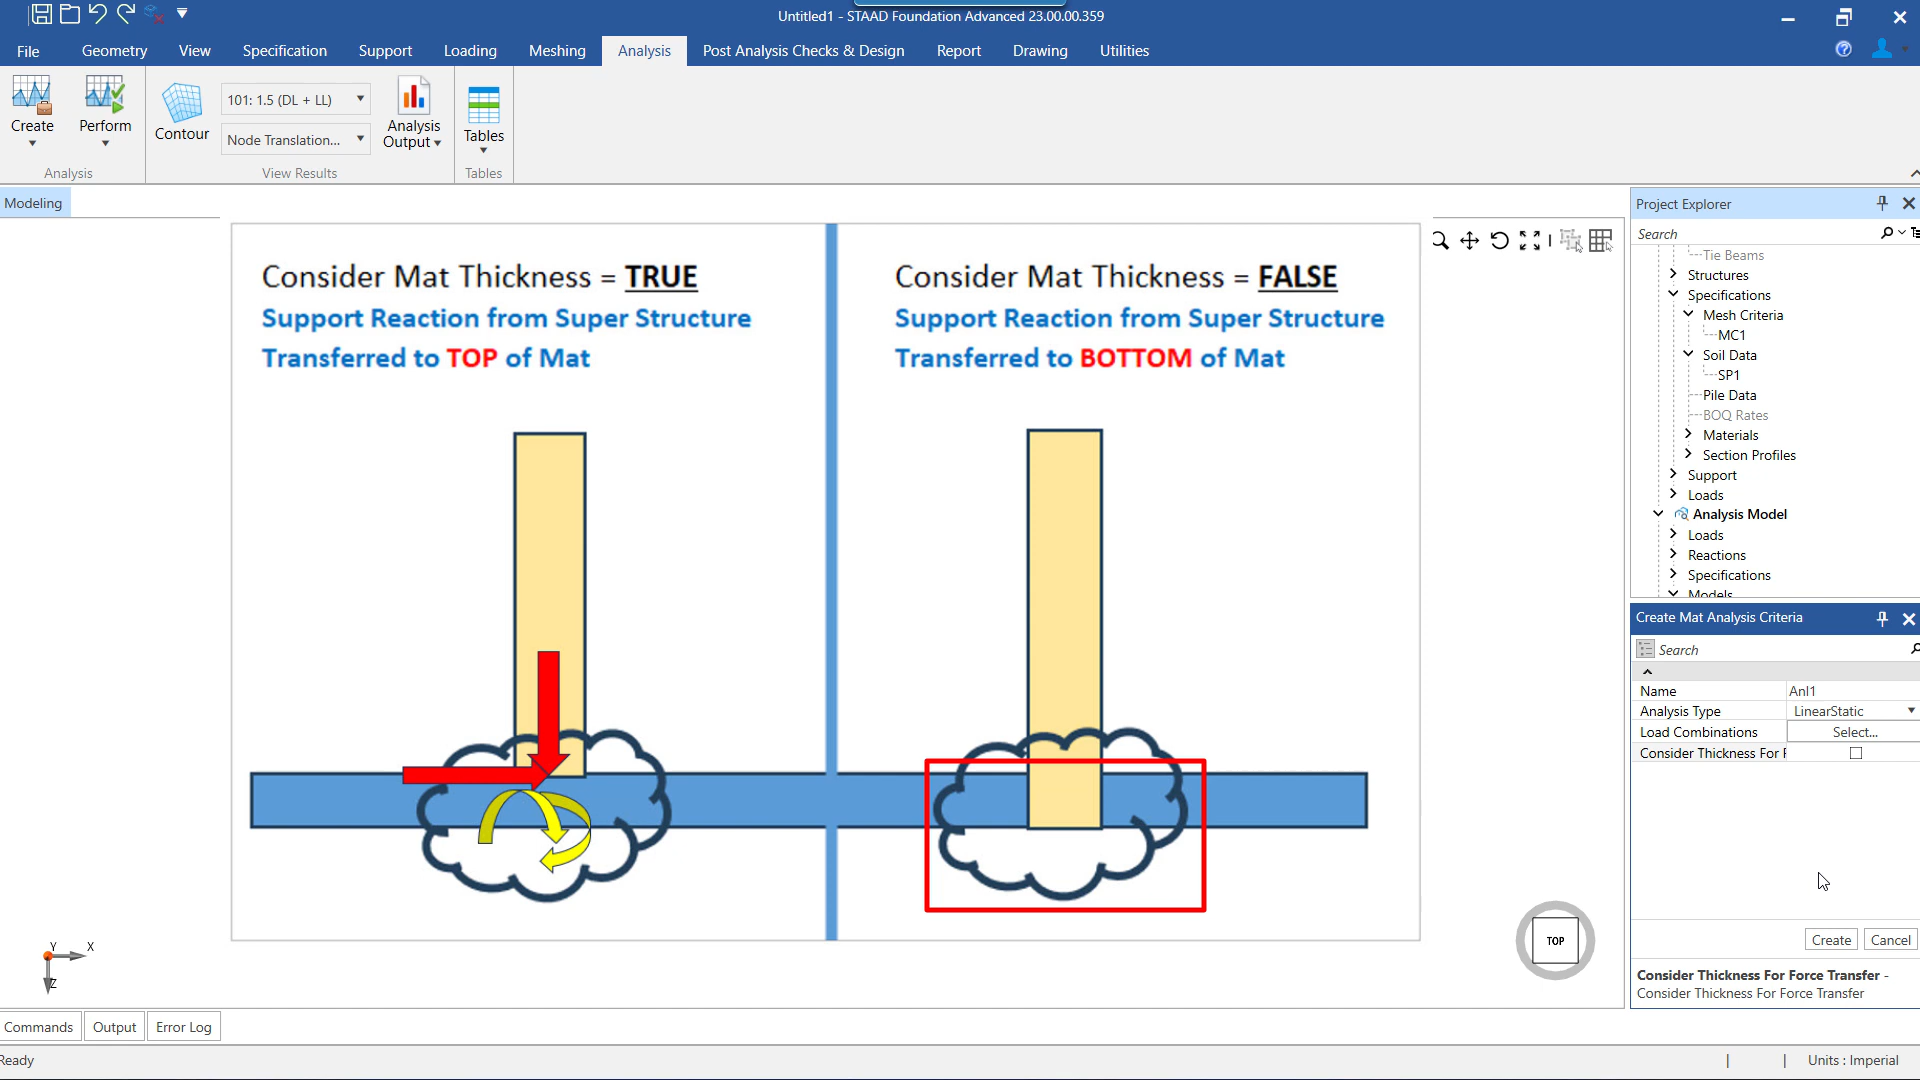 Untitled1 - STAAD Foundation Advanced 23.00.00.359
File Geometry View Specification Support Loading Meshing Analysis Post Analysis Checks & Design Report Drawing Utilities
Create
Perform
Contour
101: 1.5 (DL + LL)
Node Translation...
Analysis
Output
Tables
Analysis
View Results
Tables
Modeling
Consider Mat Thickness = TRUE
Support Reaction from Super Structure
Transferred to TOP of Mat
Consider Mat Thickness = FALSE
Support Reaction from Super Structure
Transferred to BOTTOM of Mat
Y
X
Z
TOP
Project Explorer
Search
Tie Beams
Structures
Specifications
Mesh Criteria
MC1
Soil Data
SP1
Pile Data
BOQ Rates
Materials
Section Profiles
Support
Loads
Analysis Model
Loads
Reactions
Specifications
Models
Create Mat Analysis Criteria
Search
Name Anl1
Analysis Type LinearStatic
Load Combinations Select...
Consider Thickness For F
Create Cancel
Consider Thickness For Force Transfer -
Consider Thickness For Force Transfer
Commands Output Error Log
Ready
Units : Imperial